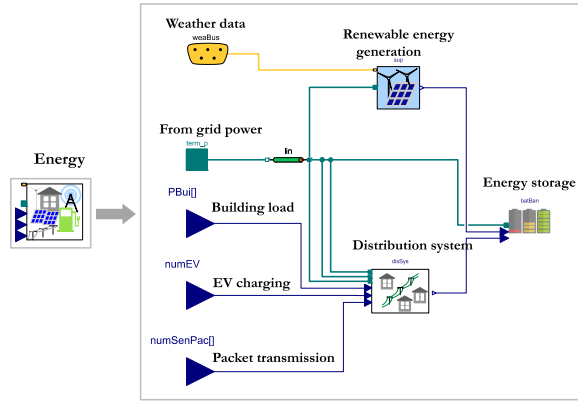 Weather data
weaBus
Renewable energy
generation
sup
From grid power
term_p
lin
Energy
PBui[]
Building load
Energy storage
batBan
Distribution system
disSys
numEV
EV charging
numSenPac[]
Packet transmission